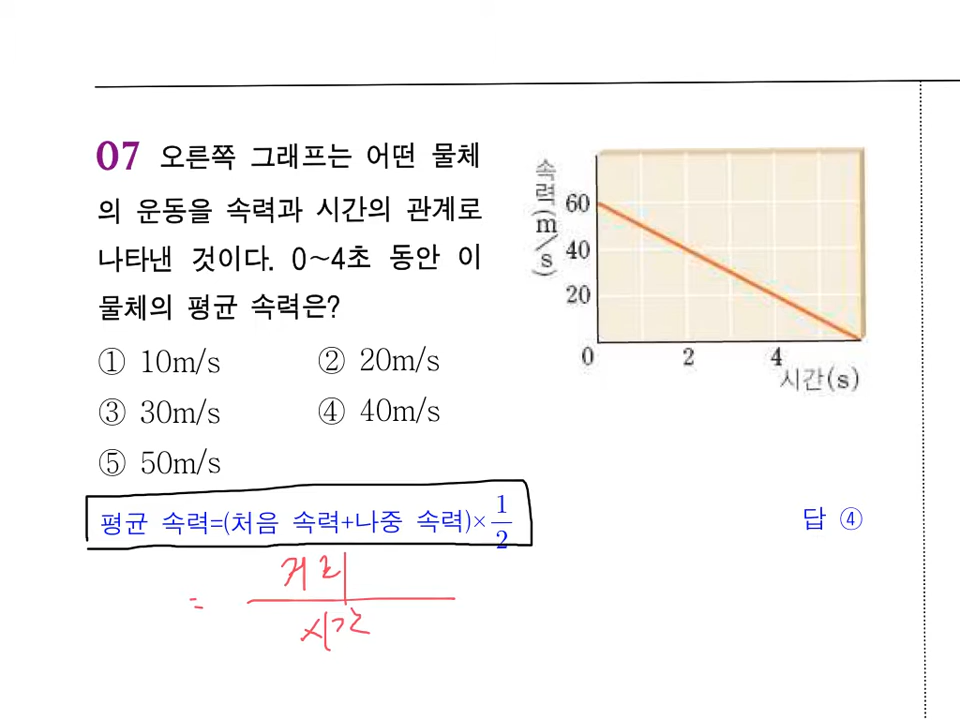 07 오른쪽 그래프는 어떤 물체
의 운동을 속력과 시간의 관계로
나타낸 것이다. 0~4초 동안 이
물체의 평균 속력은?
① 10m/s ② 20m/s
③ 30m/s ④ 40m/s
⑤ 50m/s
속력(m/s)
60
40
20
0 2 4
시간(s)
평균 속력=(처음 속력+나중 속력)×1/2
답 ④
= 거리/시간